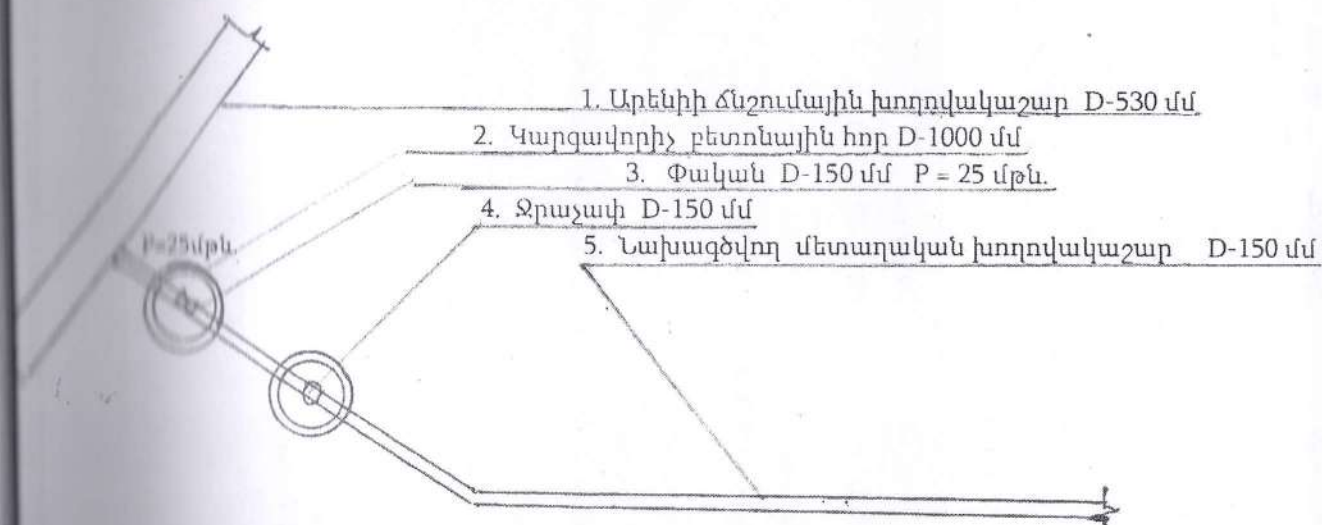 1. Արենիի ճնշումային խողովակաշար D-530 մմ
2. Կարգավորիչ բետոնային հոր D-1000 մմ
3. Փական D-150 մմ P = 25 մթն.
4. Ջրաչափ D-150 մմ
P=25մթն.
5. Նախագծվող մետաղական խողովակաշար D-150 մմ